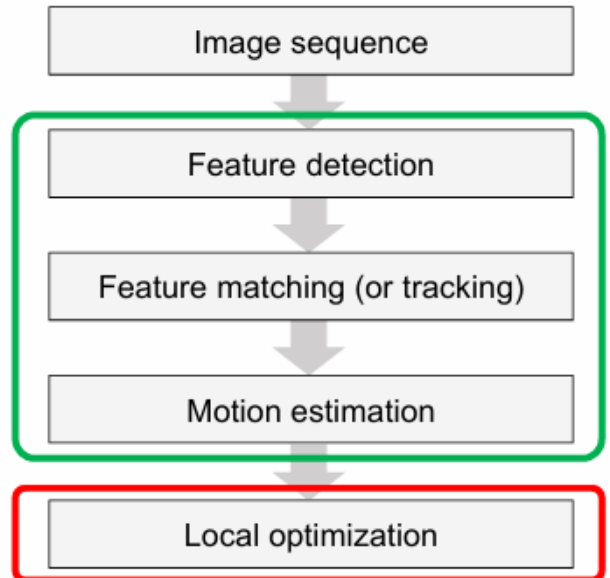 Image sequence
Feature detection
Feature matching (or tracking)
Motion estimation
Local optimization